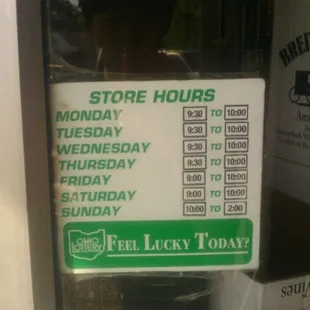 STORE HOURS
MONDAY 9:30 TO 10:00
TUESDAY 9:30 TO 10:00
WEDNESDAY 9:30 TO 10:00
THURSDAY 9:30 TO 10:00
FRIDAY 9:00 TO 10:00
SATURDAY 9:00 TO 10:00
SUNDAY 10:00 TO 2:00
OHIO
LOTTERY
FEEL LUCKY TODAY?